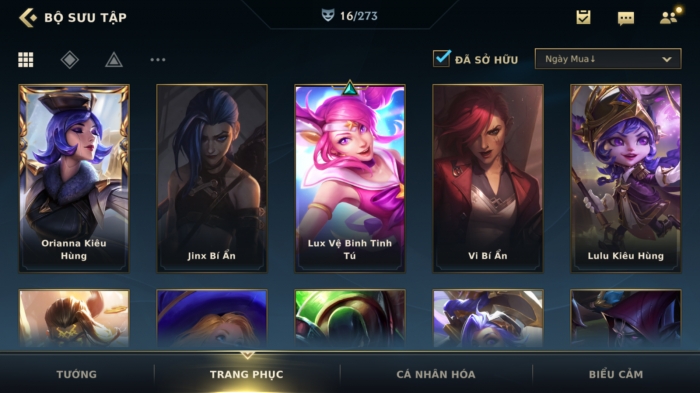 BỘ SƯU TẬP
16/273
ĐÃ SỞ HỮU
Ngày Mua↓
Orianna Kiêu
Hùng
Jinx Bí Ẩn
Lux Vệ Binh Tinh
Tú
Vi Bí Ẩn
Lulu Kiêu Hùng
TƯỚNG
TRANG PHỤC
CÁ NHÂN HÓA
BIỂU CẢM